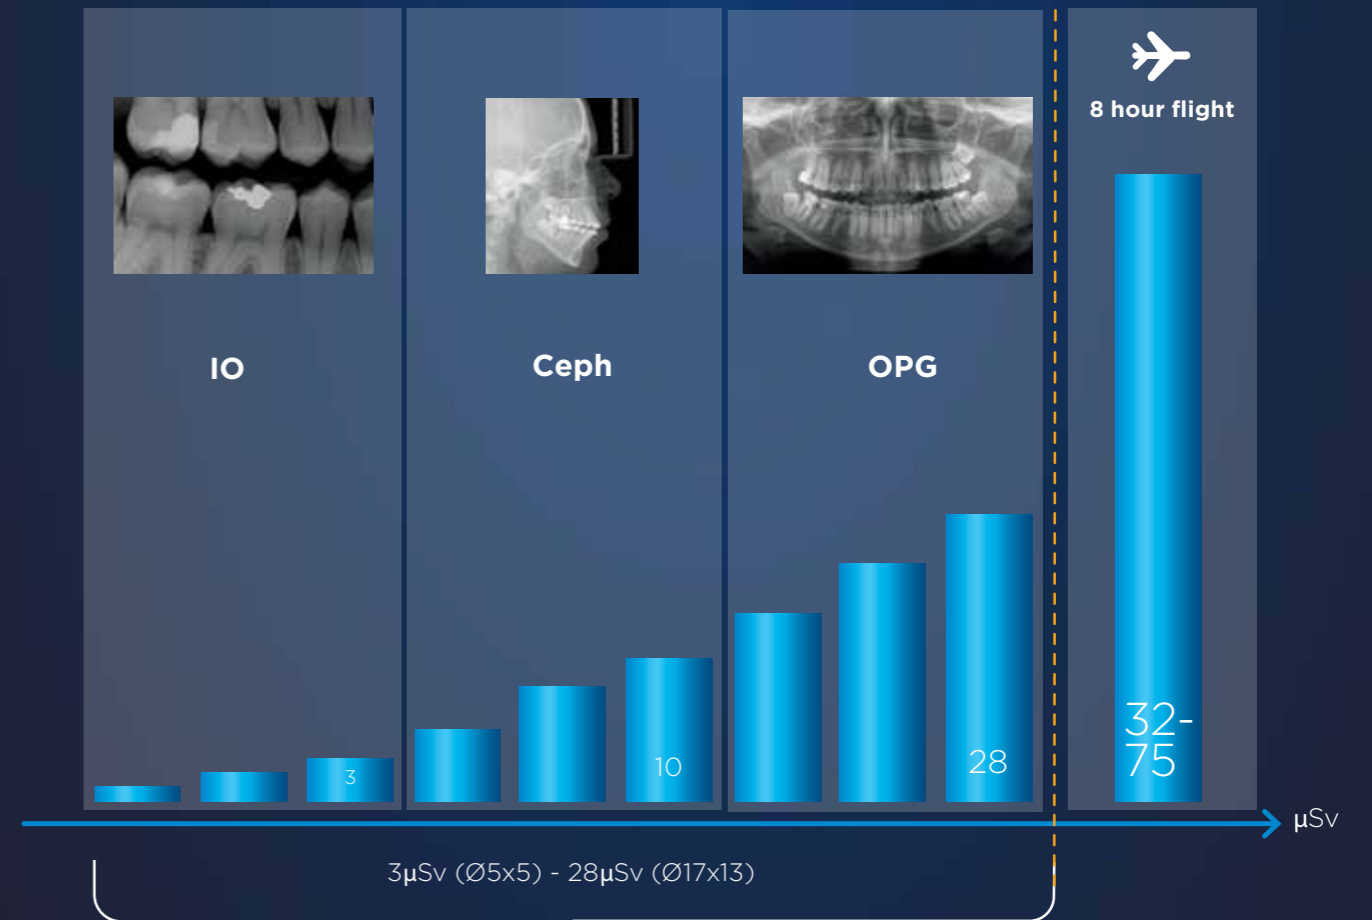 8 hour flight
IO
Ceph
OPG
3
10
28
32-
75
µSv
3µSv (Ø5x5) - 28µSv (Ø17x13)